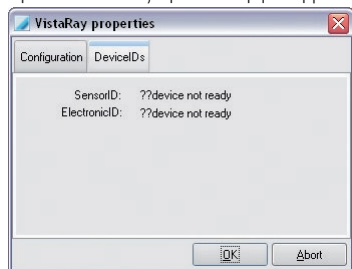 VistaRay properties
Configuration DeviceIDs
SensorID: ??device not ready
ElectronicID: ??device not ready
OK Abort